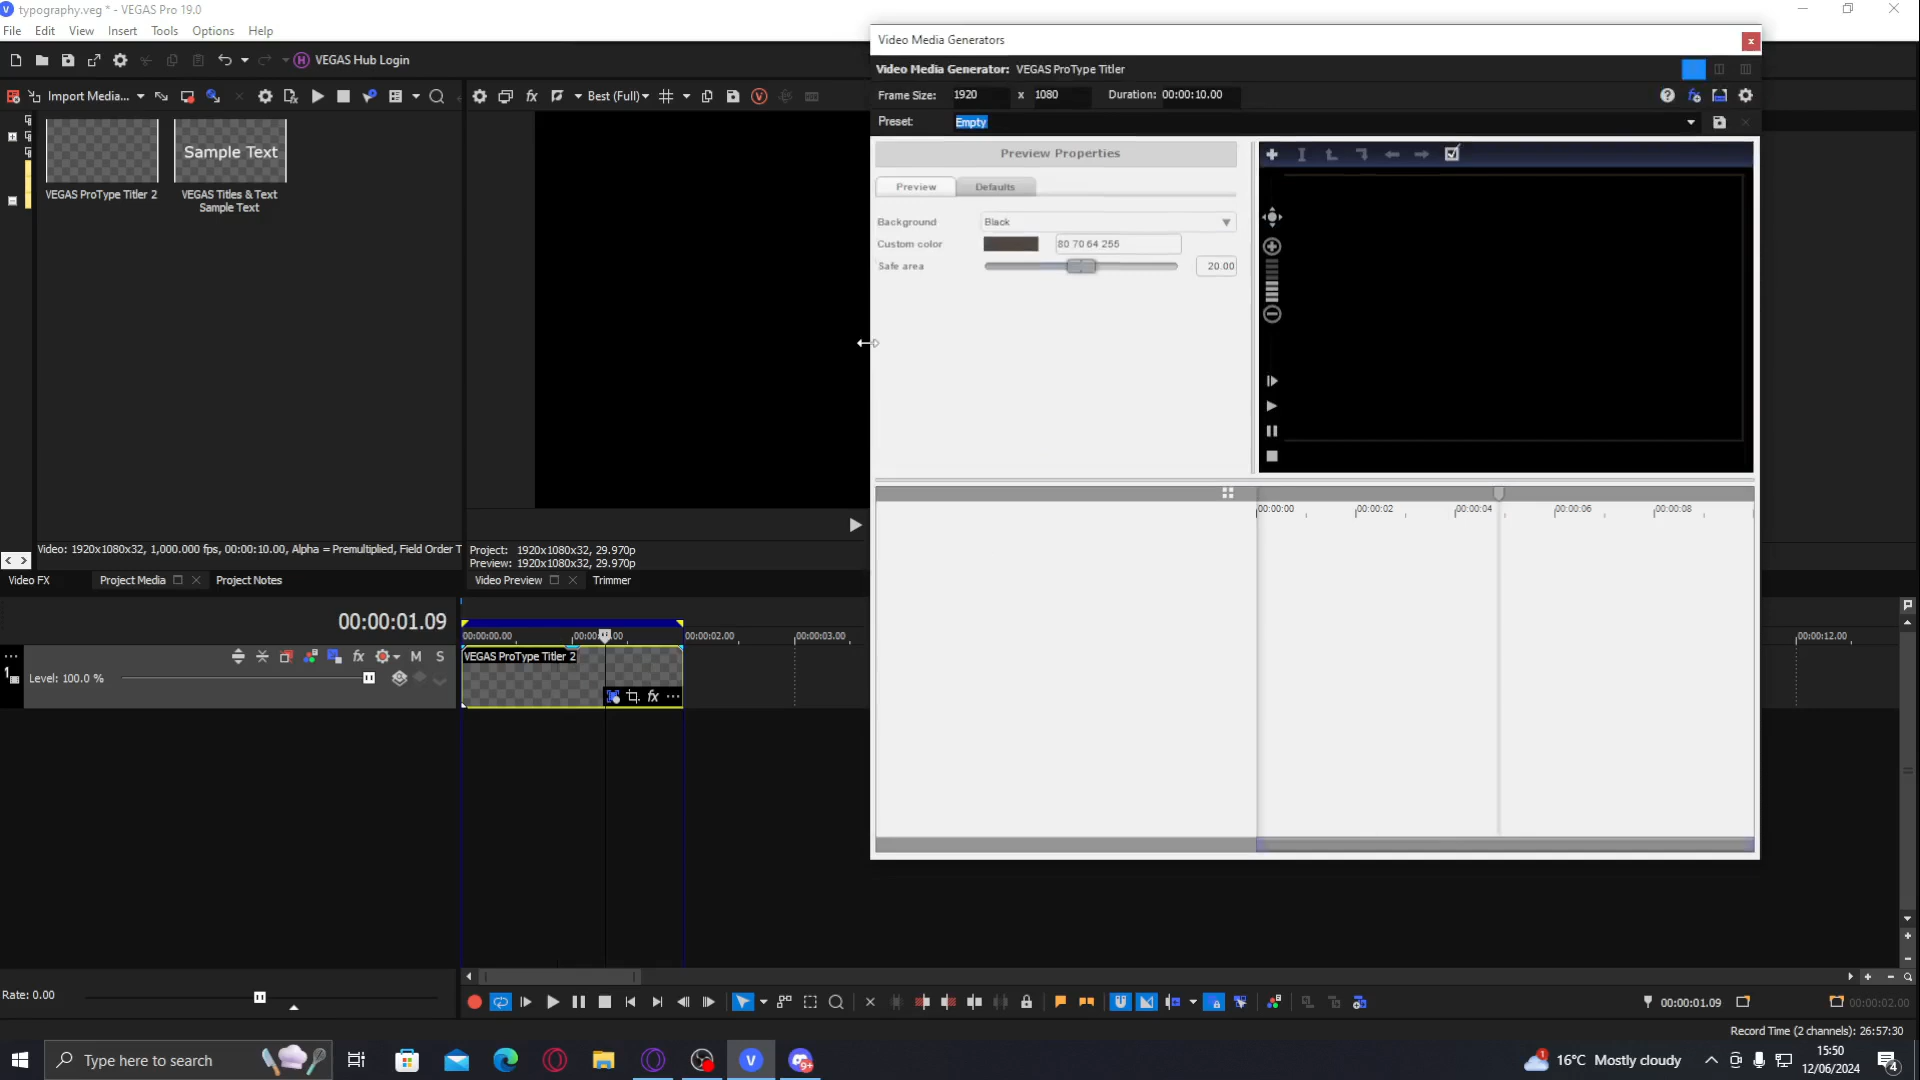 typography.veg * - VEGAS Pro 19.0
File Edit View Insert Tools Options Help
VEGAS Hub Login
Import Media...
Best (Full)
Sample Text
VEGAS ProType Titler 2
VEGAS Titles & Text
Sample Text
Video Media Generators
Video Media Generator: VEGAS ProType Titler
Frame Size: 1920 x 1080 Duration: 00:00:10.00
Preset: Empty
Preview Properties
Preview Defaults
Background Black
Custom color 80 70 64 255
Safe area 20.00
00:00:00 00:00:02 00:00:04 00:00:06 00:00:08
Video: 1920x1080x32, 1,000.000 fps, 00:00:10.00, Alpha = Premultiplied, Field Order T
Project: 1920x1080x32, 29.970p
Preview: 1920x1080x32, 29.970p
Video FX Project Media Project Notes
Video Preview Trimmer
00:00:01.09
00:00:00.00 00:00:02.00 00:00:03.00 00:00:12.00
1
M S
Level: 100.0 %
VEGAS ProType Titler 2
fx
Rate: 0.00
00:00:01.09 00:00:02.00
Record Time (2 channels): 26:57:30
Type here to search
9+
16°C Mostly cloudy
15:50
12/06/2024
4